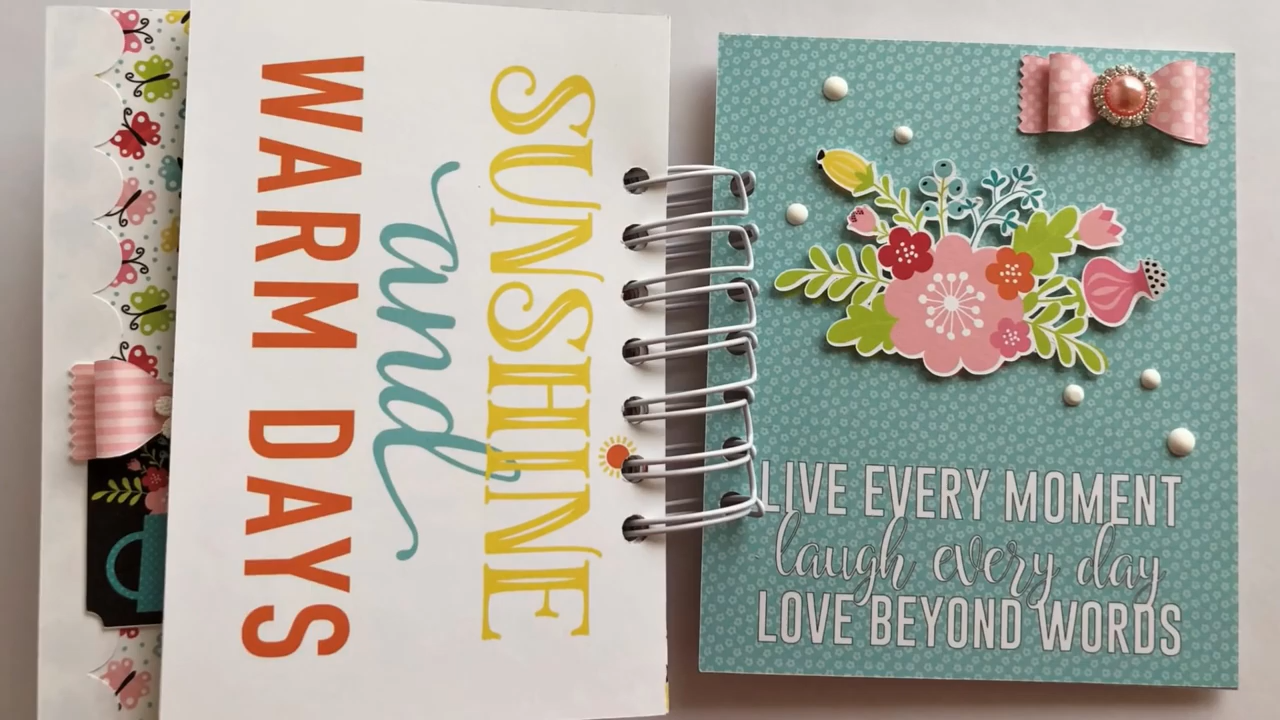 SUNSHINE
and
WARM DAYS
LIVE EVERY MOMENT
laugh every day
LOVE BEYOND WORDS